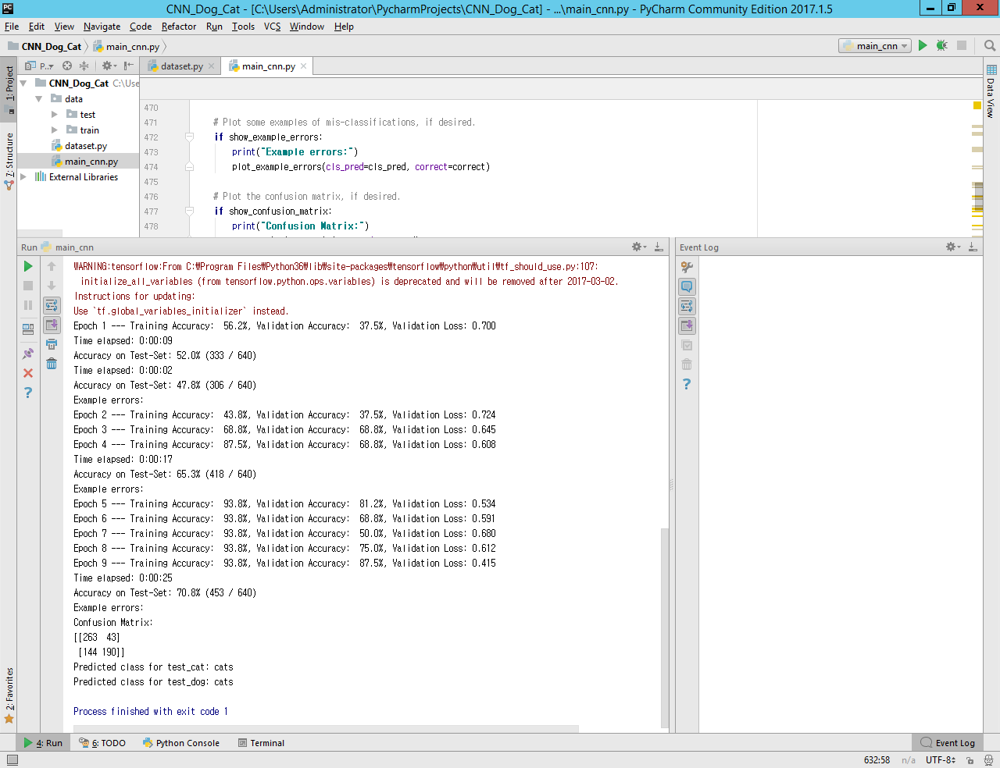 PC
CNN_Dog_Cat - [C:\Users\Administrator\PycharmProjects\CNN_Dog_Cat] - ...\main_cnn.py - PyCharm Community Edition 2017.1.5
File Edit View Navigate Code Refactor Run Tools VCS Window Help
CNN_Dog_Cat main_cnn.py main_cnn
1: Project
P.. dataset.py main_cnn.py
CNN_Dog_Cat C:\Use
data
test
train
dataset.py
main_cnn.py
External Libraries
7: Structure
Data View
470
471 # Plot some examples of mis-classifications, if desired.
472 if show_example_errors:
473 print("Example errors:")
474 plot_example_errors(cls_pred=cls_pred, correct=correct)
475
476 # Plot the confusion matrix, if desired.
477 if show_confusion_matrix:
478 print("Confusion Matrix:")
Run main_cnn
Event Log
WARNING:tensorflow:From C:₩Program Files₩Python36₩lib₩site-packages₩tensorflow₩python₩util₩tf_should_use.py:107:
initialize_all_variables (from tensorflow.python.ops.variables) is deprecated and will be removed after 2017-03-02.
Instructions for updating:
Use `tf.global_variables_initializer` instead.
Epoch 1 --- Training Accuracy:  56.2%, Validation Accuracy:  37.5%, Validation Loss: 0.700
Time elapsed: 0:00:09
Accuracy on Test-Set: 52.0% (333 / 640)
Time elapsed: 0:00:02
Accuracy on Test-Set: 47.8% (306 / 640)
Example errors:
Epoch 2 --- Training Accuracy:  43.8%, Validation Accuracy:  37.5%, Validation Loss: 0.724
Epoch 3 --- Training Accuracy:  68.8%, Validation Accuracy:  68.8%, Validation Loss: 0.645
Epoch 4 --- Training Accuracy:  87.5%, Validation Accuracy:  68.8%, Validation Loss: 0.608
Time elapsed: 0:00:17
Accuracy on Test-Set: 65.3% (418 / 640)
Example errors:
Epoch 5 --- Training Accuracy:  93.8%, Validation Accuracy:  81.2%, Validation Loss: 0.534
Epoch 6 --- Training Accuracy:  93.8%, Validation Accuracy:  68.8%, Validation Loss: 0.591
Epoch 7 --- Training Accuracy:  93.8%, Validation Accuracy:  50.0%, Validation Loss: 0.680
Epoch 8 --- Training Accuracy:  93.8%, Validation Accuracy:  75.0%, Validation Loss: 0.612
Epoch 9 --- Training Accuracy:  93.8%, Validation Accuracy:  87.5%, Validation Loss: 0.415
Time elapsed: 0:00:25
Accuracy on Test-Set: 70.8% (453 / 640)
Example errors:
Confusion Matrix:
[[263  43]
[144 190]]
Predicted class for test_cat: cats
Predicted class for test_dog: cats
Process finished with exit code 1
2: Favorites
4: Run 6: TODO Python Console Terminal Event Log
632:58 n/a UTF-8